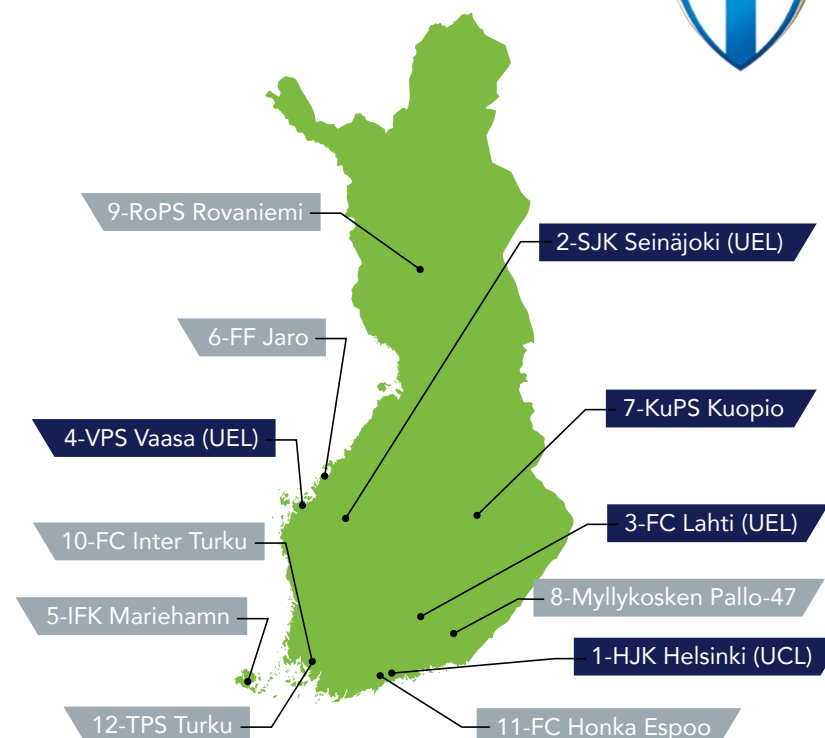 9-RoPS Rovaniemi
2-SJK Seinäjoki (UEL)
6-FF Jaro
7-KuPS Kuopio
4-VPS Vaasa (UEL)
3-FC Lahti (UEL)
10-FC Inter Turku
8-Myllykosken Pallo-47
5-IFK Mariehamn
1-HJK Helsinki (UCL)
12-TPS Turku
11-FC Honka Espoo